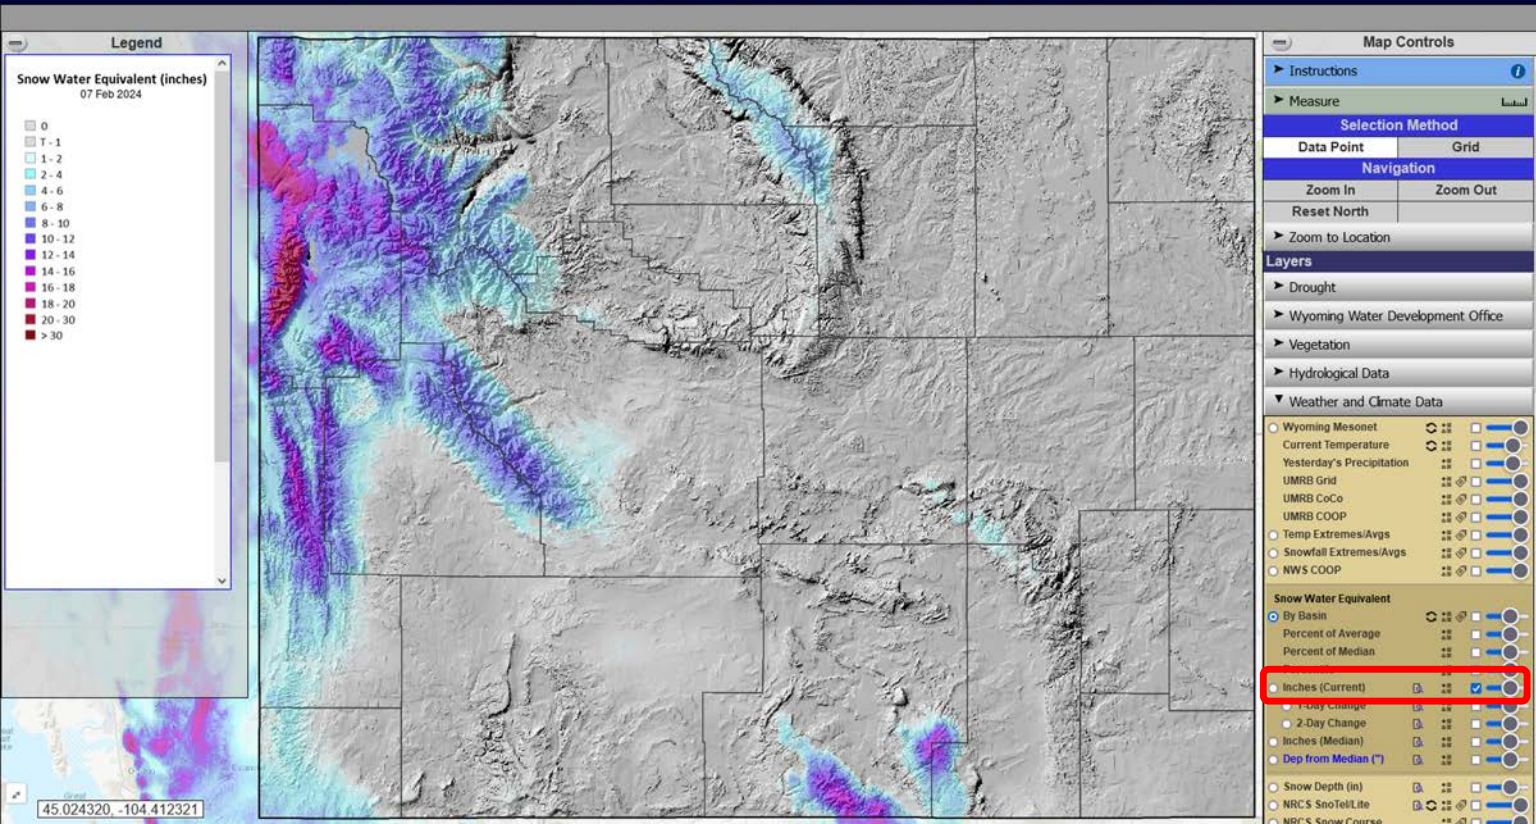 Legend
Snow Water Equivalent (inches)
07 Feb 2024
0
T - 1
1 - 2
2 - 4
4 - 6
6 - 8
8 - 10
10 - 12
12 - 14
14 - 16
16 - 18
18 - 20
20 - 30
> 30
45.024320, -104.412321
Map Controls
Instructions
Measure
Selection Method
Data Point Grid
Navigation
Zoom In Zoom Out
Reset North
Zoom to Location
Layers
Drought
Wyoming Water Development Office
Vegetation
Hydrological Data
Weather and Climate Data
Wyoming Mesonet
Current Temperature
Yesterday's Precipitation
UMRB Grid
UMRB CoCo
UMRB COOP
Temp Extremes/Avgs
Snowfall Extremes/Avgs
NWS COOP
Snow Water Equivalent
By Basin
Percent of Average
Percent of Median
Inches (Current)
1-Day Change
2-Day Change
Inches (Median)
Dep from Median (")
Snow Depth (in)
NRCS SnoTel/Lite
NRCS Snow Course